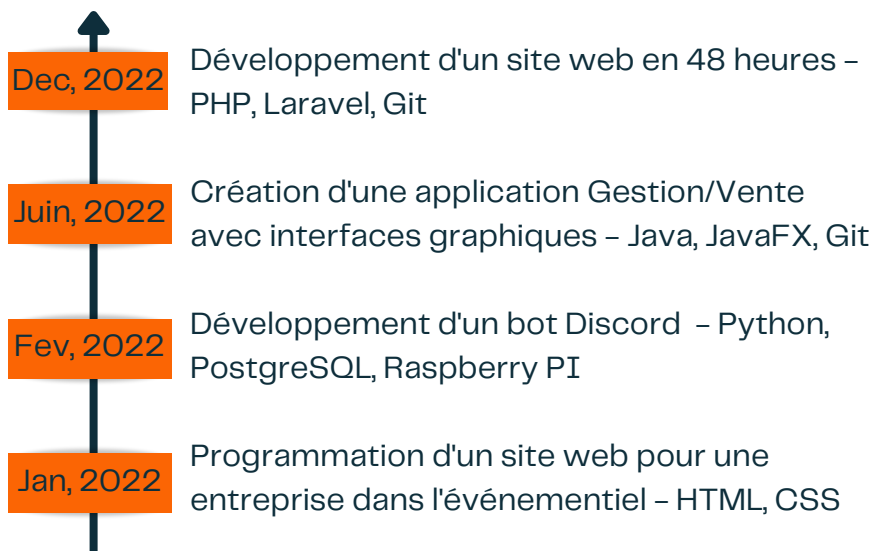 Dec, 2022
Développement d'un site web en 48 heures –
PHP, Laravel, Git
Juin, 2022
Création d'une application Gestion/Vente
avec interfaces graphiques – Java, JavaFX, Git
Fev, 2022
Développement d'un bot Discord – Python,
PostgreSQL, Raspberry PI
Jan, 2022
Programmation d'un site web pour une
entreprise dans l'événementiel – HTML, CSS